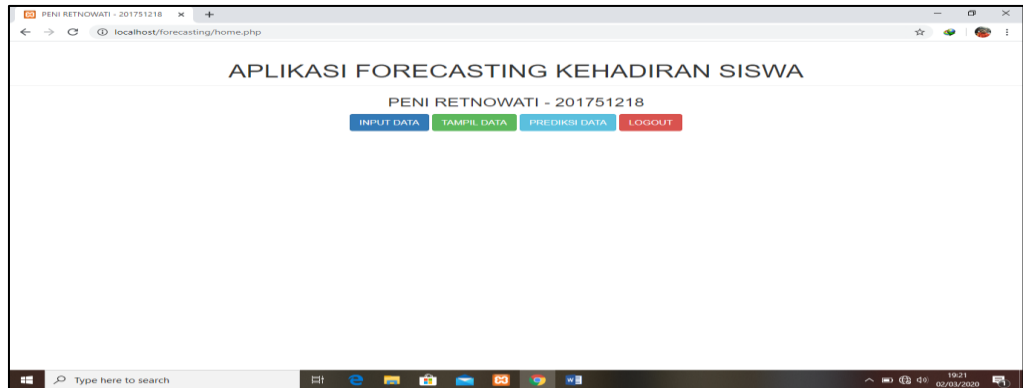 PENI RETNOWATI - 201751218
localhost/forecasting/home.php
APLIKASI FORECASTING KEHADIRAN SISWA
PENI RETNOWATI - 201751218
INPUT DATA TAMPIL DATA PREDIKSI DATA LOGOUT
Type here to search
19:21
02/03/2020